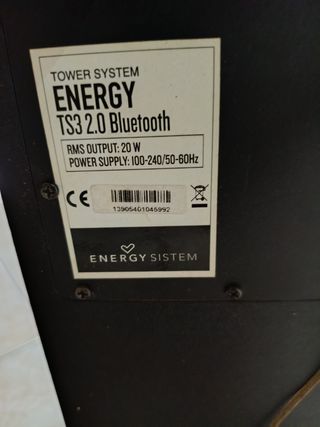 TOWER SYSTEM
ENERGY
TS3 2.0 Bluetooth
RMS OUTPUT: 20 W
POWER SUPPLY: 100-240/50-60Hz
CE
13905401045992
ENERGY SISTEM